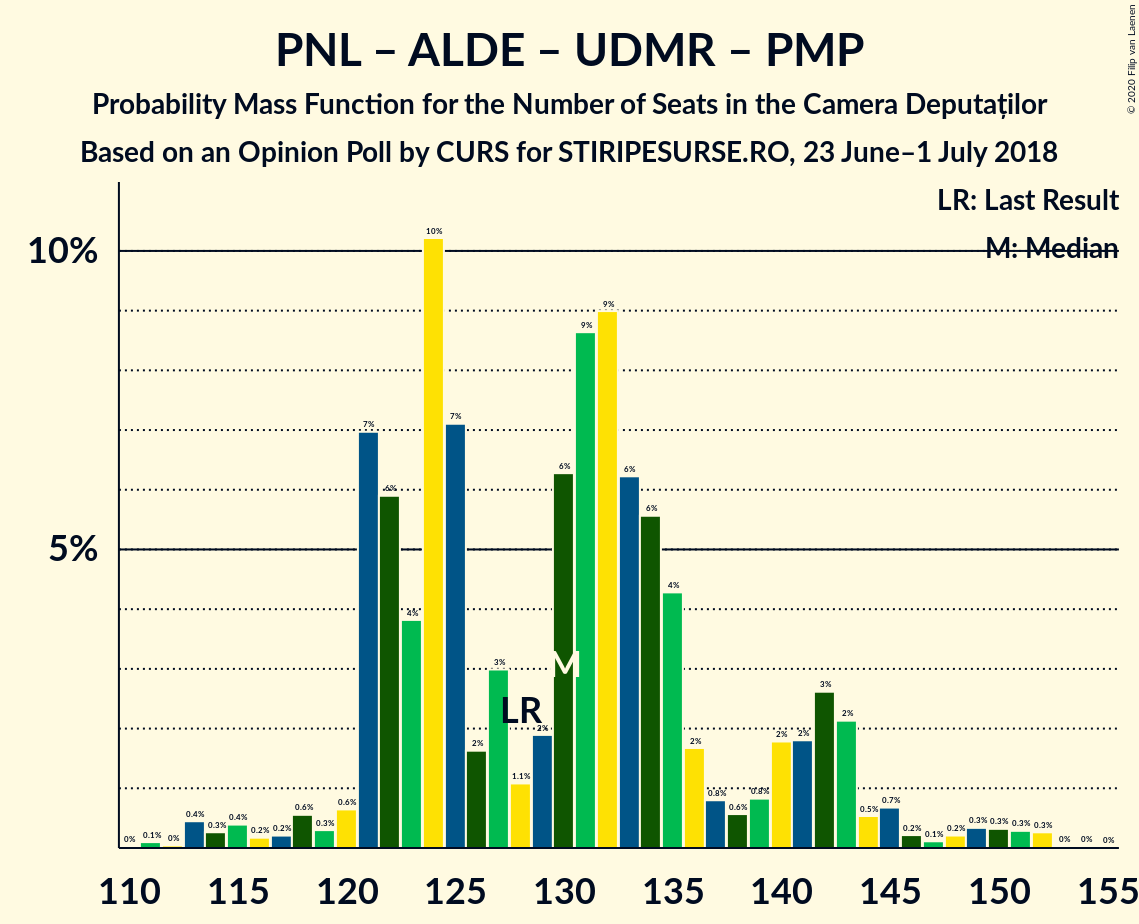 PNL – ALDE – UDMR – PMP
Probability Mass Function for the Number of Seats in the Camera Deputaților
Based on an Opinion Poll by CURS for STIRIPESURSE.RO, 23 June–1 July 2018
© 2020 Filip van Laenen
LR: Last Result
M: Median
10%
5%
0% 0.1% 0% 0.4% 0.3% 0.4% 0.2% 0.2% 0.6% 0.3% 0.6% 7% 6% 4% 10% 7% 2% 3% 1.1% 2% 6% 9% 9% 6% 6% 4% 2% 0.8% 0.6% 0.8% 2% 2% 3% 2% 0.5% 0.7% 0.2% 0.1% 0.2% 0.3% 0.3% 0.3% 0.3% 0% 0% 0%
M
LR
110 115 120 125 130 135 140 145 150 155